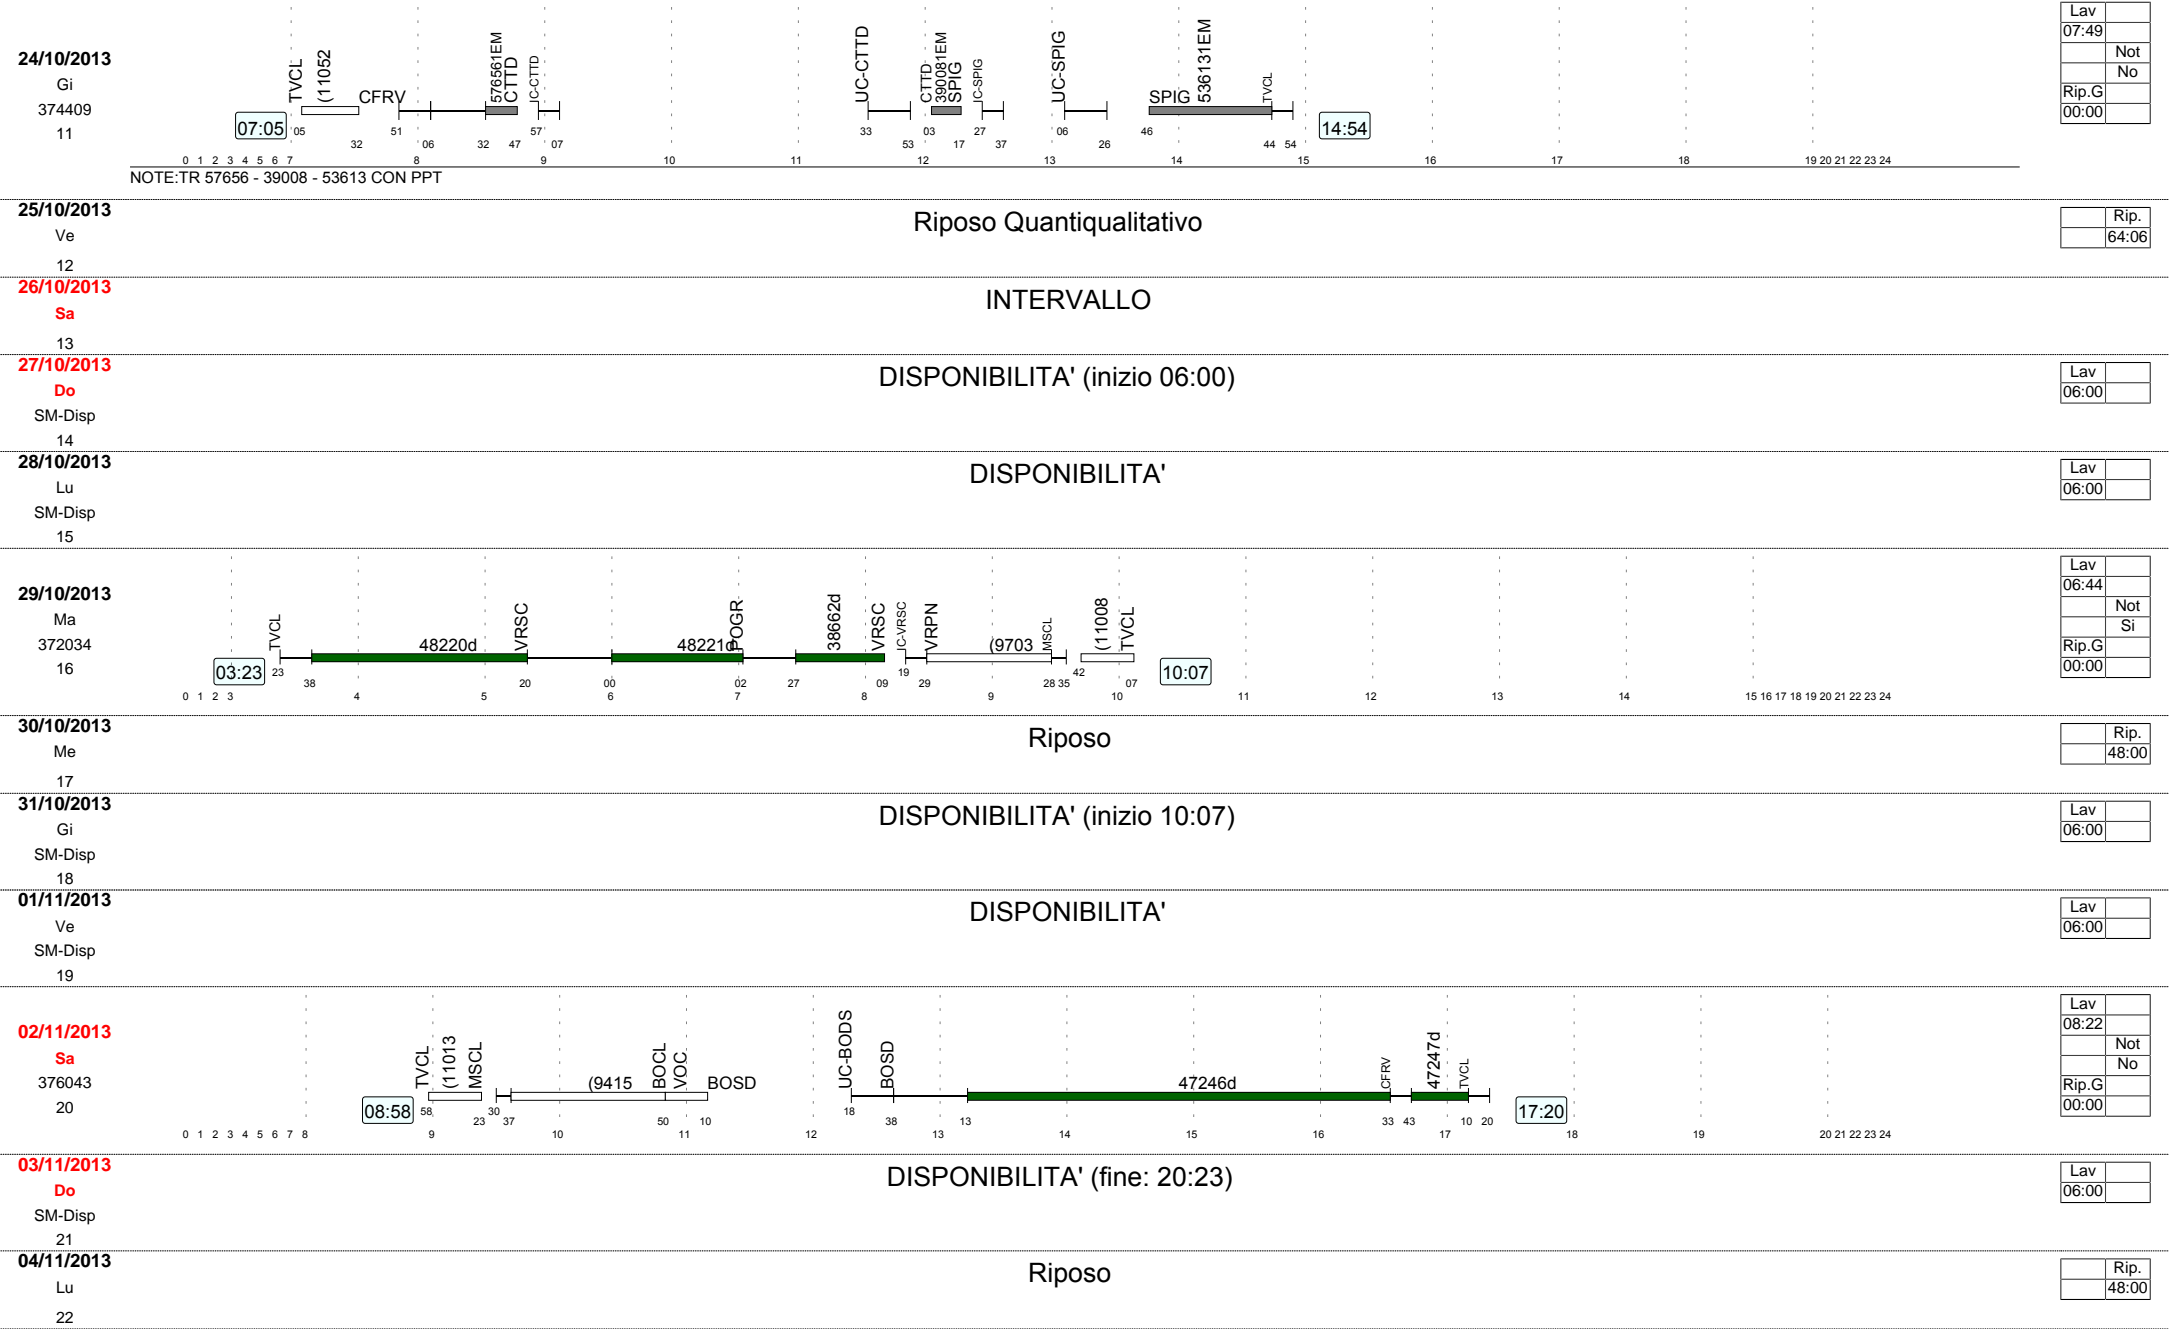 24/10/2013
Gi
374409
11
07:05
TVCL (11052 CFRV 576561EM CTTD IC-CTTD UC-CTTD CTTD 390081EM SPIG IC-SPIG UC-SPIG SPIG 536131EM TVCL
05 32 51 06 32 47 57 07 33 53 03 17 27 37 06 26 46 44 54
14:54
0 1 2 3 4 5 6 7 8 9 10 11 12 13 14 15 16 17 18 19 20 21 22 23 24
NOTE:TR 57656 - 39008 - 53613 CON PPT
Lav
07:49
Not
No
Rip.G
00:00
25/10/2013
Ve
12
Riposo Quantiqualitativo
Rip.
64:06
26/10/2013
Sa
13
INTERVALLO
27/10/2013
Do
SM-Disp
14
DISPONIBILITA' (inizio 06:00)
Lav
06:00
28/10/2013
Lu
SM-Disp
15
DISPONIBILITA'
Lav
06:00
29/10/2013
Ma
372034
16
03:23
TVCL 48220d VRSC 48221d POGR 38662d VRSC IC-VRSC VRPN (9703 MSCL (11008 TVCL
23 38 20 00 02 27 09 19 29 28 35 42 07
10:07
0 1 2 3 4 5 6 7 8 9 10 11 12 13 14 15 16 17 18 19 20 21 22 23 24
Lav
06:44
Not
Si
Rip.G
00:00
30/10/2013
Me
17
Riposo
Rip.
48:00
31/10/2013
Gi
SM-Disp
18
DISPONIBILITA' (inizio 10:07)
Lav
06:00
01/11/2013
Ve
SM-Disp
19
DISPONIBILITA'
Lav
06:00
02/11/2013
Sa
376043
20
08:58
TVCL (11013 MSCL (9415 BOCL VOC. BOSD UC-BODS BOSD 47246d CFRV 47247d TVCL
58 23 30 37 50 10 18 38 13 33 43 10 20
17:20
0 1 2 3 4 5 6 7 8 9 10 11 12 13 14 15 16 17 18 19 20 21 22 23 24
Lav
08:22
Not
No
Rip.G
00:00
03/11/2013
Do
SM-Disp
21
DISPONIBILITA' (fine: 20:23)
Lav
06:00
04/11/2013
Lu
22
Riposo
Rip.
48:00